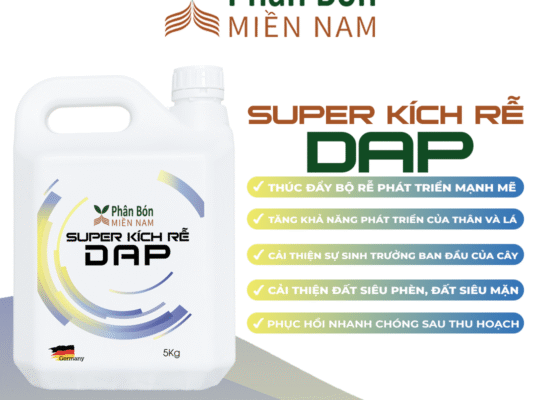 Phân Bón
MIỀN NAM
SUPER KÍCH RỄ
DAP
✓ THÚC ĐẨY BỘ RỄ PHÁT TRIỂN MẠNH MẼ
✓ TĂNG KHẢ NĂNG PHÁT TRIỂN CỦA THÂN VÀ LÁ
✓ CẢI THIỆN SỰ SINH TRƯỞNG BAN ĐẦU CỦA CÂY
✓ CẢI THIỆN ĐẤT SIÊU PHÈN, ĐẤT SIÊU MẶN
✓ PHỤC HỒI NHANH CHÓNG SAU THU HOẠCH
Phân Bón
MIỀN NAM
SUPER KÍCH RỄ
DAP
Germany
5Kg